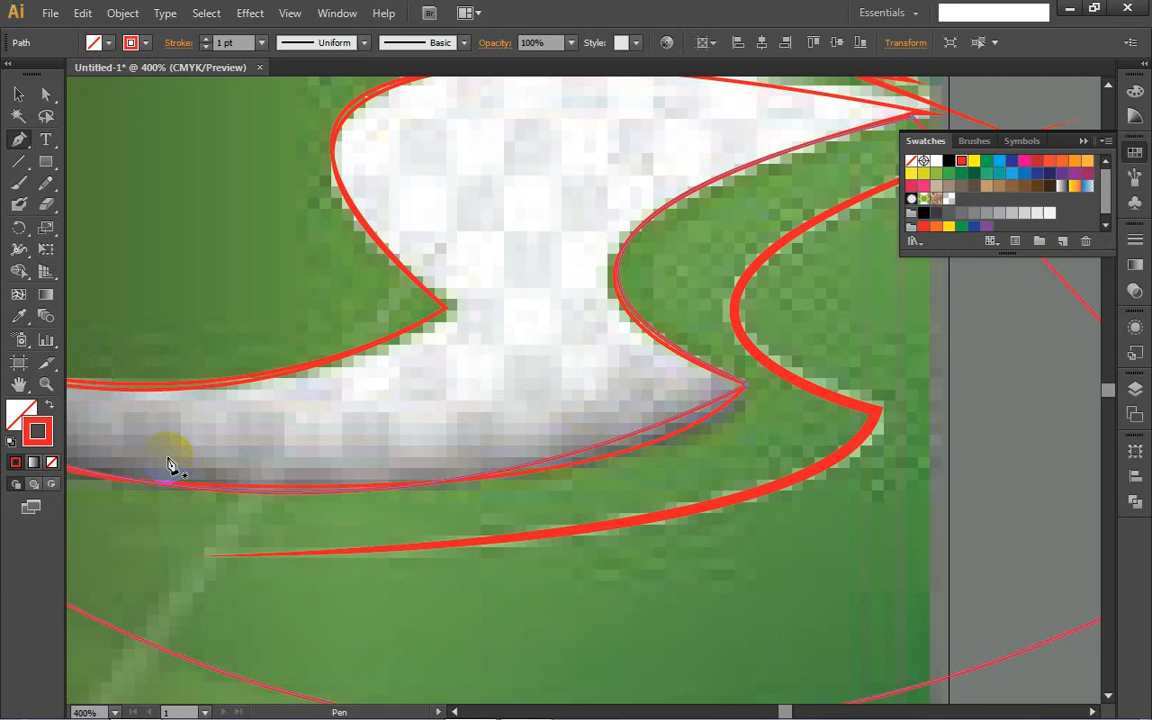 Ai File Edit Object Type Select Effect View Window Help Br Essentials
Path Stroke: 1 pt Uniform Basic Opacity: 100% Style: Transform
Untitled-1* @ 400% (CMYK/Preview) ×
Swatches Brushes Symbols
T
400% 1 Pen